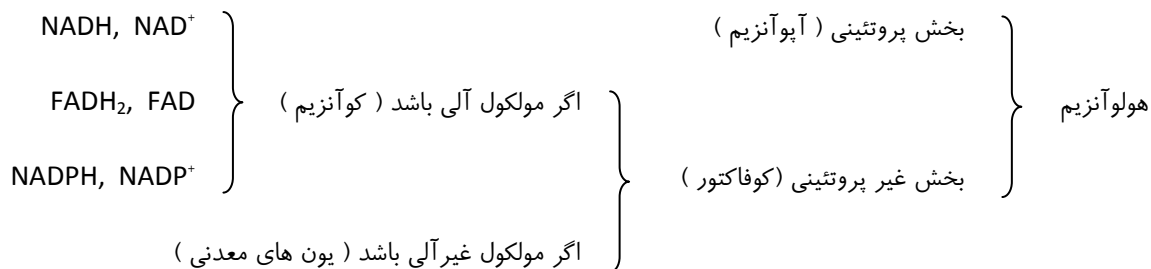 هولوآنزیم
بخش پروتئینی ( آپوآنزیم )
بخش غیر پروتئینی (کوفاکتور )
اگر مولکول آلی باشد ( کوآنزیم )
NADH, NAD⁺
FADH₂, FAD
NADPH, NADP⁺
اگر مولکول غیرآلی باشد ( یون های معدنی )